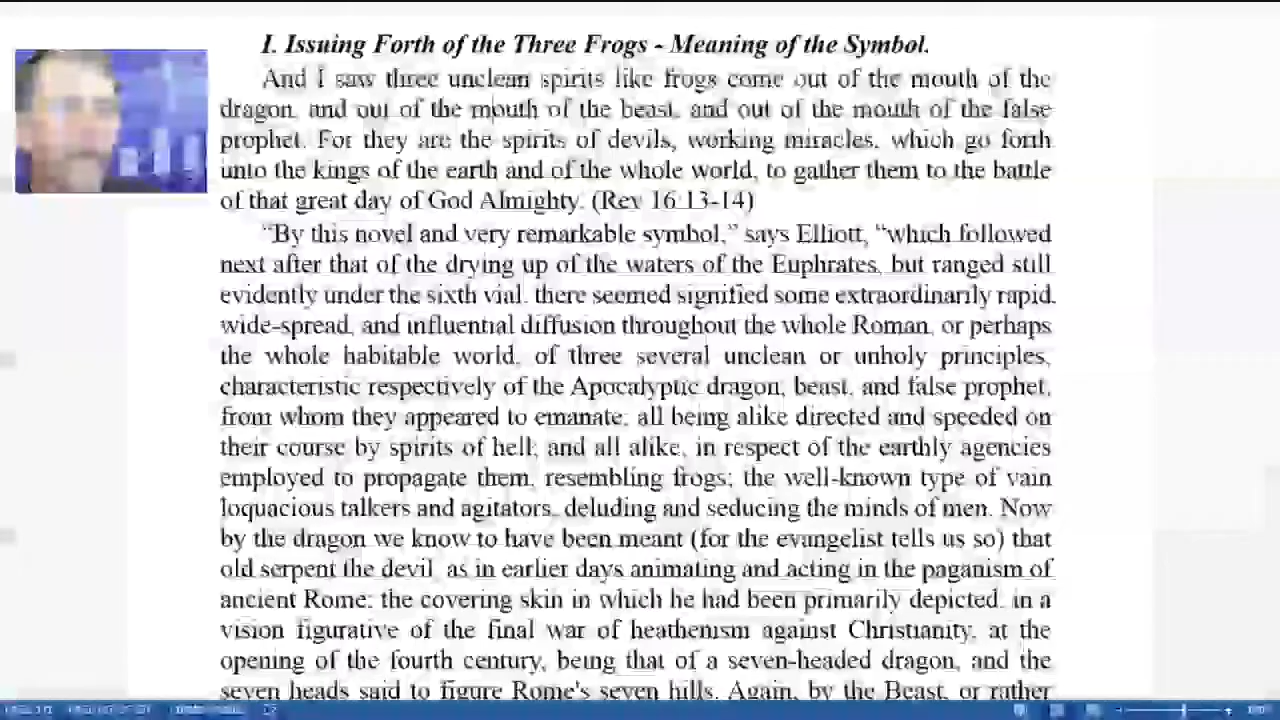 I. Issuing Forth of the Three Frogs - Meaning of the Symbol.
And I saw three unclean spirits like frogs come out of the mouth of the
dragon, and out of the mouth of the beast, and out of the mouth of the false
prophet. For they are the spirits of devils, working miracles, which go forth
unto the kings of the earth and of the whole world, to gather them to the battle
of that great day of God Almighty. (Rev 16:13-14)
“By this novel and very remarkable symbol,” says Elliott, “which followed
next after that of the drying up of the waters of the Euphrates, but ranged still
evidently under the sixth vial, there seemed signified some extraordinarily rapid,
wide-spread, and influential diffusion throughout the whole Roman, or perhaps
the whole habitable world, of three several unclean or unholy principles,
characteristic respectively of the Apocalyptic dragon, beast, and false prophet,
from whom they appeared to emanate; all being alike directed and speeded on
their course by spirits of hell; and all alike, in respect of the earthly agencies
employed to propagate them, resembling frogs; the well-known type of vain
loquacious talkers and agitators, deluding and seducing the minds of men. Now
by the dragon we know to have been meant (for the evangelist tells us so) that
old serpent the devil, as in earlier days animating and acting in the paganism of
ancient Rome; the covering skin in which he had been primarily depicted, in a
vision figurative of the final war of heathenism against Christianity, at the
opening of the fourth century, being that of a seven-headed dragon, and the
seven heads said to figure Rome's seven hills. Again, by the Beast, or rather